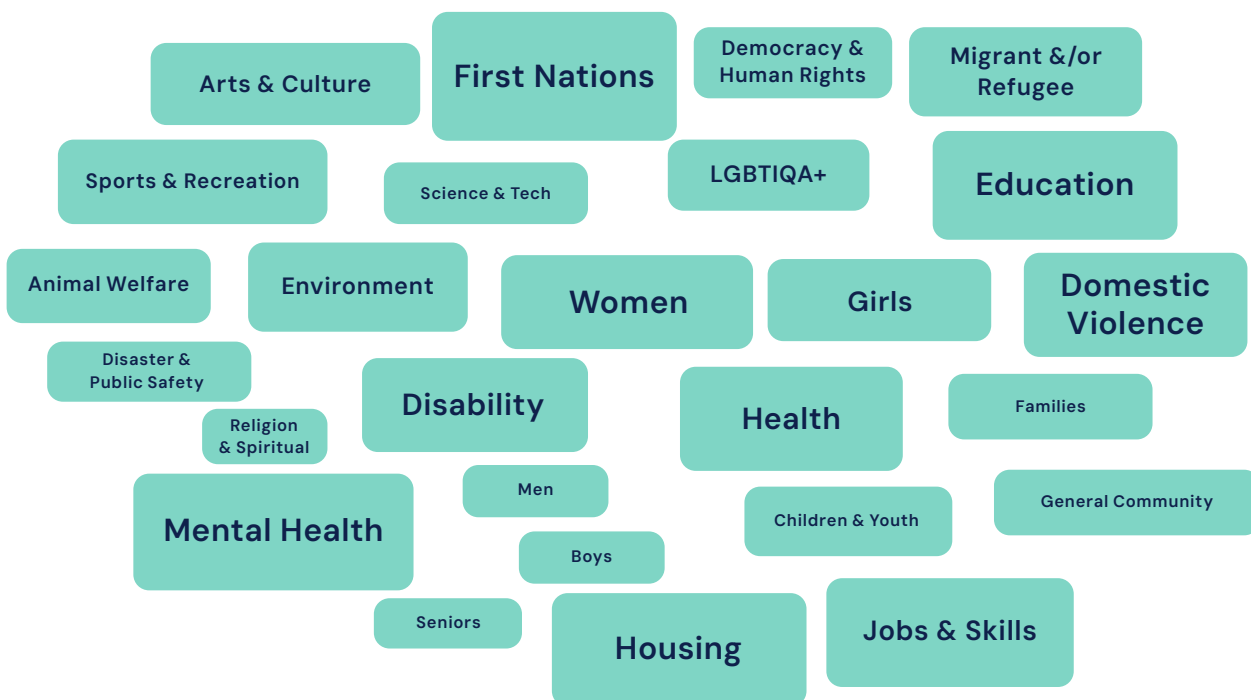 Arts & Culture
First Nations
Democracy &
Human Rights
Migrant &/or
Refugee
Sports & Recreation
Science & Tech
LGBTIQA+
Education
Animal Welfare
Environment
Women
Girls
Domestic
Violence
Disaster &
Public Safety
Disability
Health
Families
Religion
& Spiritual
Mental Health
Men
Children & Youth
General Community
Boys
Seniors
Housing
Jobs & Skills